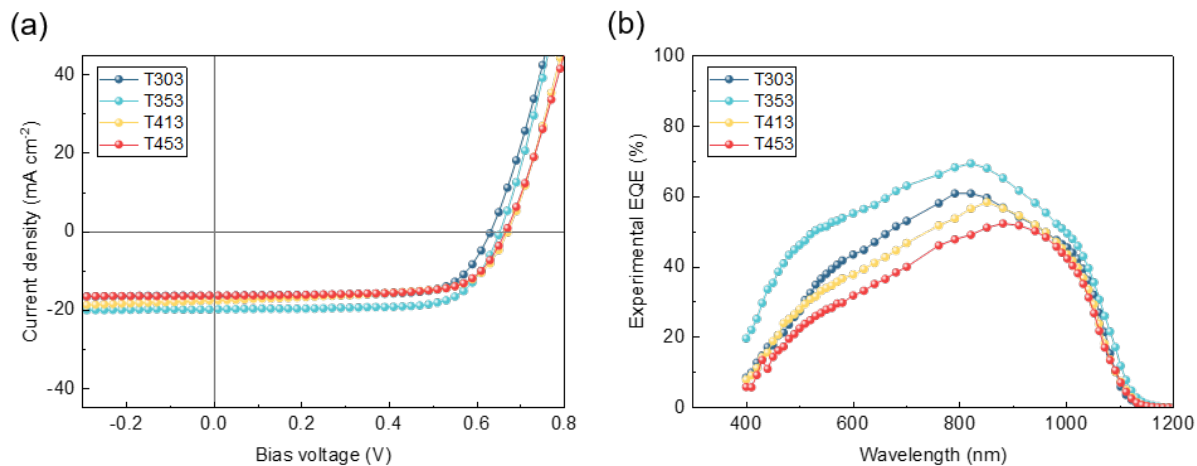 (a)
T303
T353
T413
T453
40
20
0
-20
-40
-0.2
0.0
0.2
0.4
0.6
0.8
Current density (mA cm-2)
Bias voltage (V)
(b)
T303
T353
T413
T453
100
80
60
40
20
0
400
600
800
1000
1200
Experimental EQE (%)
Wavelength (nm)